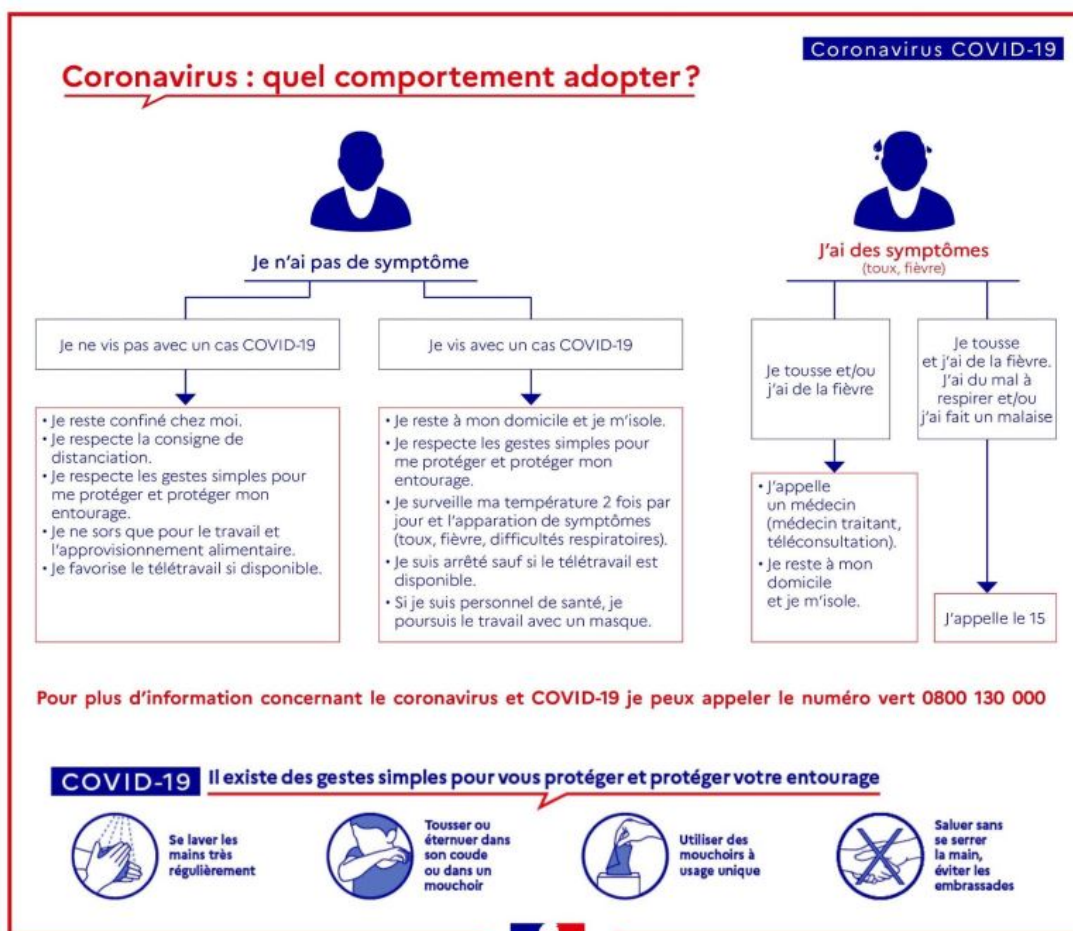 Coronavirus COVID-19
Coronavirus : quel comportement adopter ?
Je n'ai pas de symptôme
Je ne vis pas avec un cas COVID-19
• Je reste confiné chez moi.
• Je respecte la consigne de
distanciation.
• Je respecte les gestes simples pour
me protéger et protéger mon
entourage.
• Je ne sors que pour le travail et
l'approvisionnement alimentaire.
• Je favorise le télétravail si disponible.
Je vis avec un cas COVID-19
• Je reste à mon domicile et je m'isole.
• Je respecte les gestes simples pour
me protéger et protéger mon
entourage.
• Je surveille ma température 2 fois par
jour et l'apparation de symptômes
(toux, fièvre, difficultés respiratoires).
• Je suis arrêté sauf si le télétravail est
disponible.
• Si je suis personnel de santé, je
poursuis le travail avec un masque.
J'ai des symptômes
(toux, fièvre)
Je tousse et/ou
j'ai de la fièvre
• J'appelle
un médecin
(médecin traitant,
téléconsultation).
• Je reste à mon
domicile
et je m'isole.
Je tousse
et j'ai de la fièvre.
J'ai du mal à
respirer et/ou
j'ai fait un malaise
J'appelle le 15
Pour plus d'information concernant le coronavirus et COVID-19 je peux appeler le numéro vert 0800 130 000
COVID-19 Il existe des gestes simples pour vous protéger et protéger votre entourage
Se laver les
mains très
régulièrement
Tousser ou
éternuer dans
son coude
ou dans un
mouchoir
Utiliser des
mouchoirs à
usage unique
Saluer sans
se serrer
la main,
éviter les
embrassades